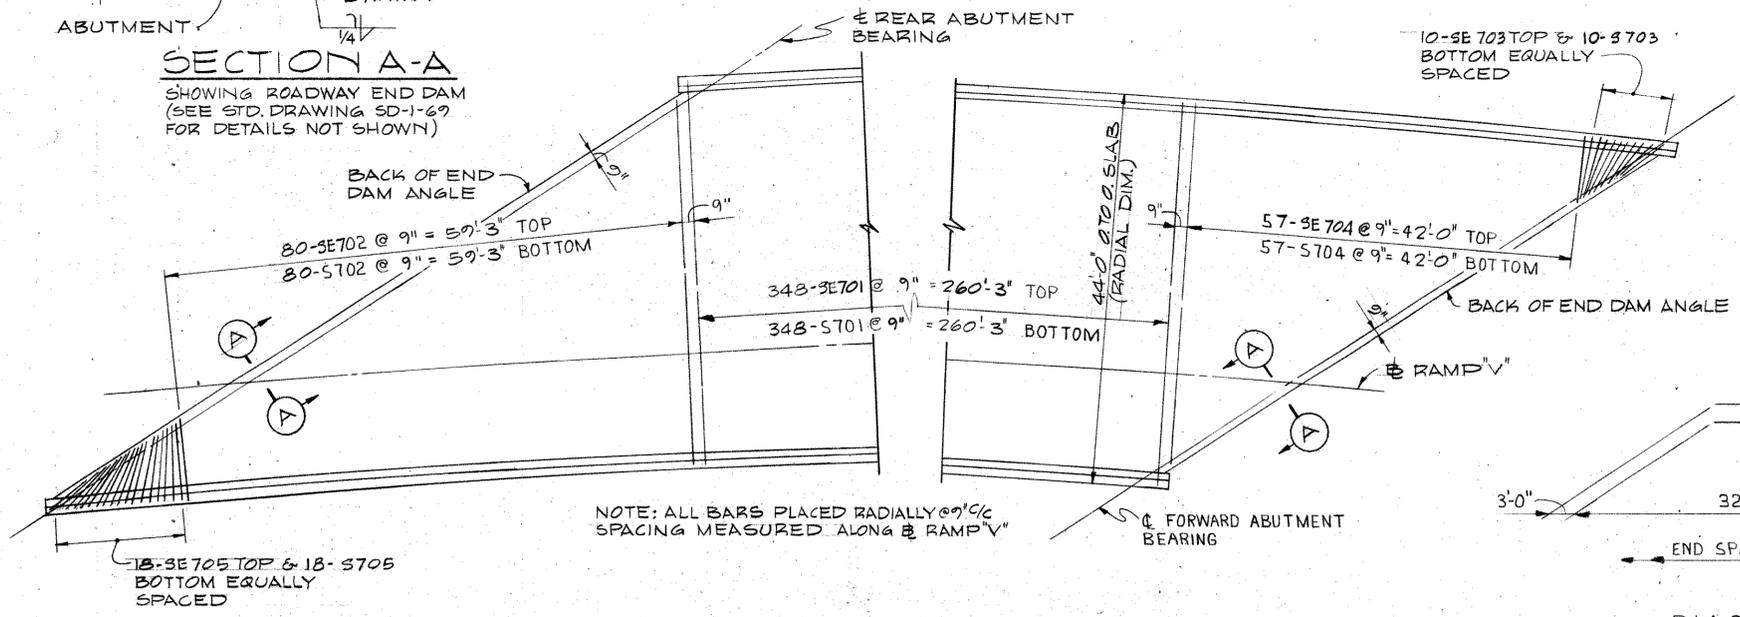 ABUTMENT
1/4
SECTION A-A
SHOWING ROADWAY END DAM
(SEE STD. DRAWING SD-1-69
FOR DETAILS NOT SHOWN)
℄ REAR ABUTMENT
BEARING
10-SE703 TOP & 10-S703
BOTTOM EQUALLY
SPACED
BACK OF END
DAM ANGLE
9"
9"
80-SE702 @ 9" = 59'-3" TOP
80-S702 @ 9" = 59'-3" BOTTOM
348-SE701 @ 9" = 260'-3" TOP
348-S701 @ 9" = 260'-3" BOTTOM
44'-0" O. TO O. SLAB
(RADIAL DIM.)
9"
57-SE704 @ 9" = 42'-0" TOP
57-S704 @ 9" = 42'-0" BOTTOM
9"
BACK OF END DAM ANGLE
A
A
A
A
℄ RAMP "V"
NOTE: ALL BARS PLACED RADIALLY @ 9" C/C
SPACING MEASURED ALONG ℄ RAMP "V"
℄ FORWARD ABUTMENT
BEARING
3'-0"
32
END SP
18-SE705 TOP & 18-S705
BOTTOM EQUALLY
SPACED